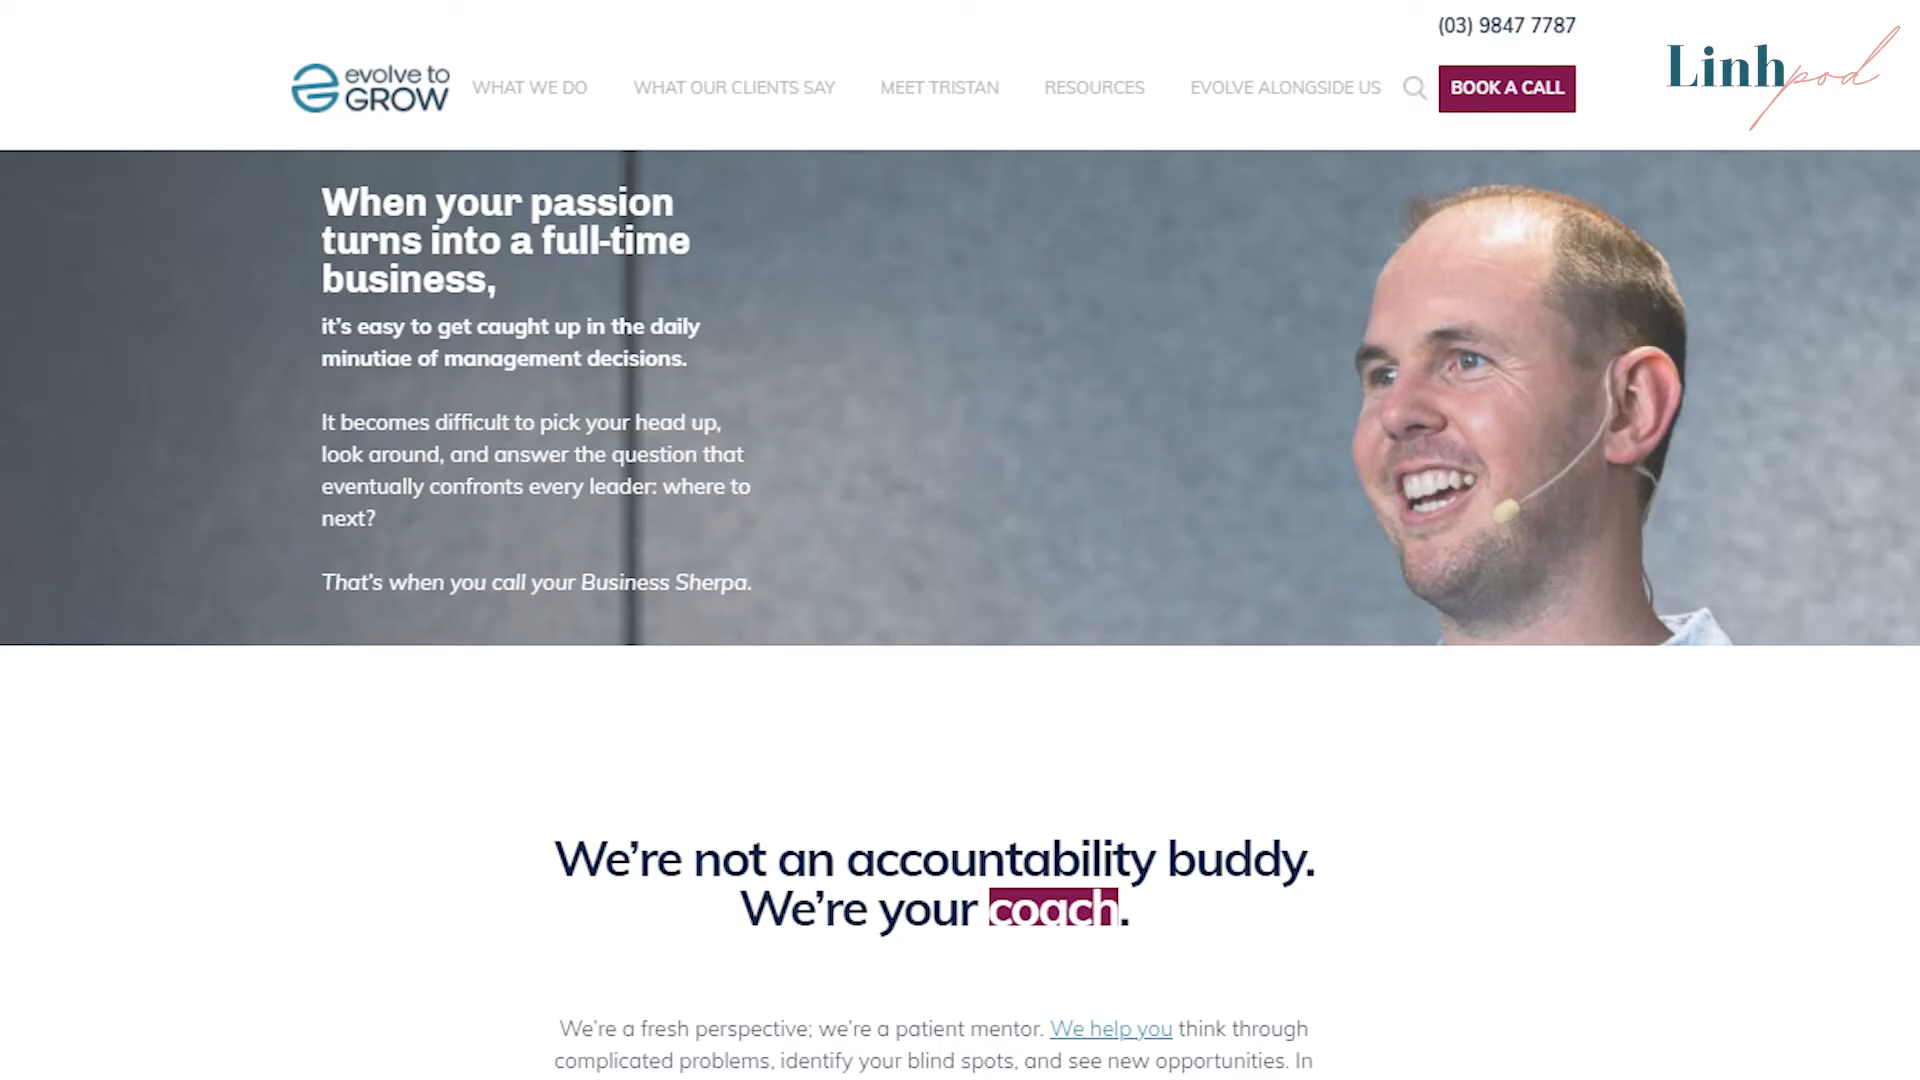 (03) 9847 7787
Linhpod
evolve to
GROW
WHAT WE DO
WHAT OUR CLIENTS SAY
MEET TRISTAN
RESOURCES
EVOLVE ALONGSIDE US
BOOK A CALL
When your passion
turns into a full-time
business,
it’s easy to get caught up in the daily
minutiae of management decisions.
It becomes difficult to pick your head up,
look around, and answer the question that
eventually confronts every leader: where to
next?
That’s when you call your Business Sherpa.
We’re not an accountability buddy.
We’re your coach.
We’re a fresh perspective; we’re a patient mentor. We help you think through
complicated problems, identify your blind spots, and see new opportunities. In